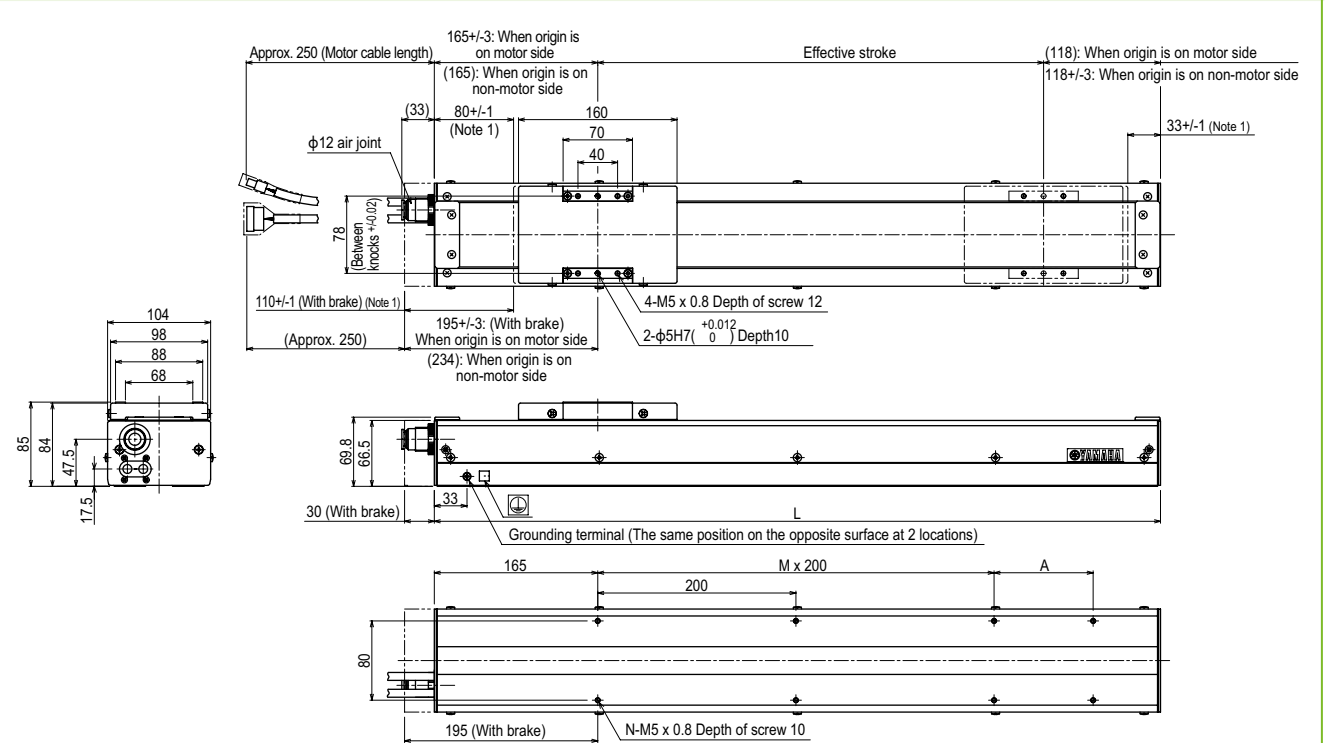 165+/-3: When origin is
on motor side
Approx. 250 (Motor cable length)
Effective stroke
(118): When origin is on motor side
(165): When origin is on
non-motor side
118+/-3: When origin is on non-motor side
(33)
80+/-1
(Note 1)
160
70
40
33+/-1 (Note 1)
ϕ12 air joint
78
(Between
knocks +/-0.02)
4-M5 x 0.8 Depth of screw 12
110+/-1 (With brake) (Note 1)
195+/-3: (With brake)
When origin is on motor side
2-ϕ5H7( +0.012 0 ) Depth10
(Approx. 250)
(234): When origin is on
non-motor side
104
98
88
68
85
84
47.5
17.5
69.8
66.5
YAMAHA
33
30 (With brake)
L
Grounding terminal (The same position on the opposite surface at 2 locations)
165
M x 200
A
200
80
195 (With brake)
N-M5 x 0.8 Depth of screw 10